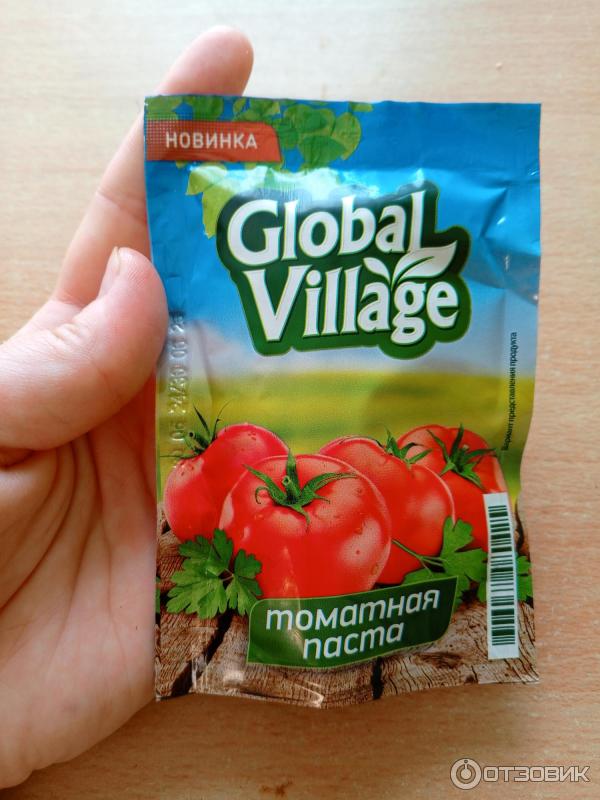 НОВИНКА
Global
Village
Вариант представления продукта
томатная
паста
ОТЗОВИК